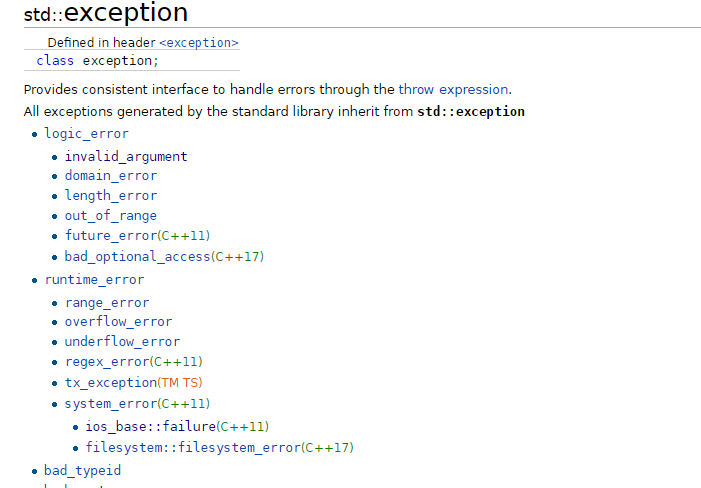 std::exception
Defined in header <exception>
class exception;
Provides consistent interface to handle errors through the throw expression.
All exceptions generated by the standard library inherit from std::exception
logic_error
invalid_argument
domain_error
length_error
out_of_range
future_error(C++11)
bad_optional_access(C++17)
runtime_error
range_error
overflow_error
underflow_error
regex_error(C++11)
tx_exception(TM TS)
system_error(C++11)
ios_base::failure(C++11)
filesystem::filesystem_error(C++17)
bad_typeid